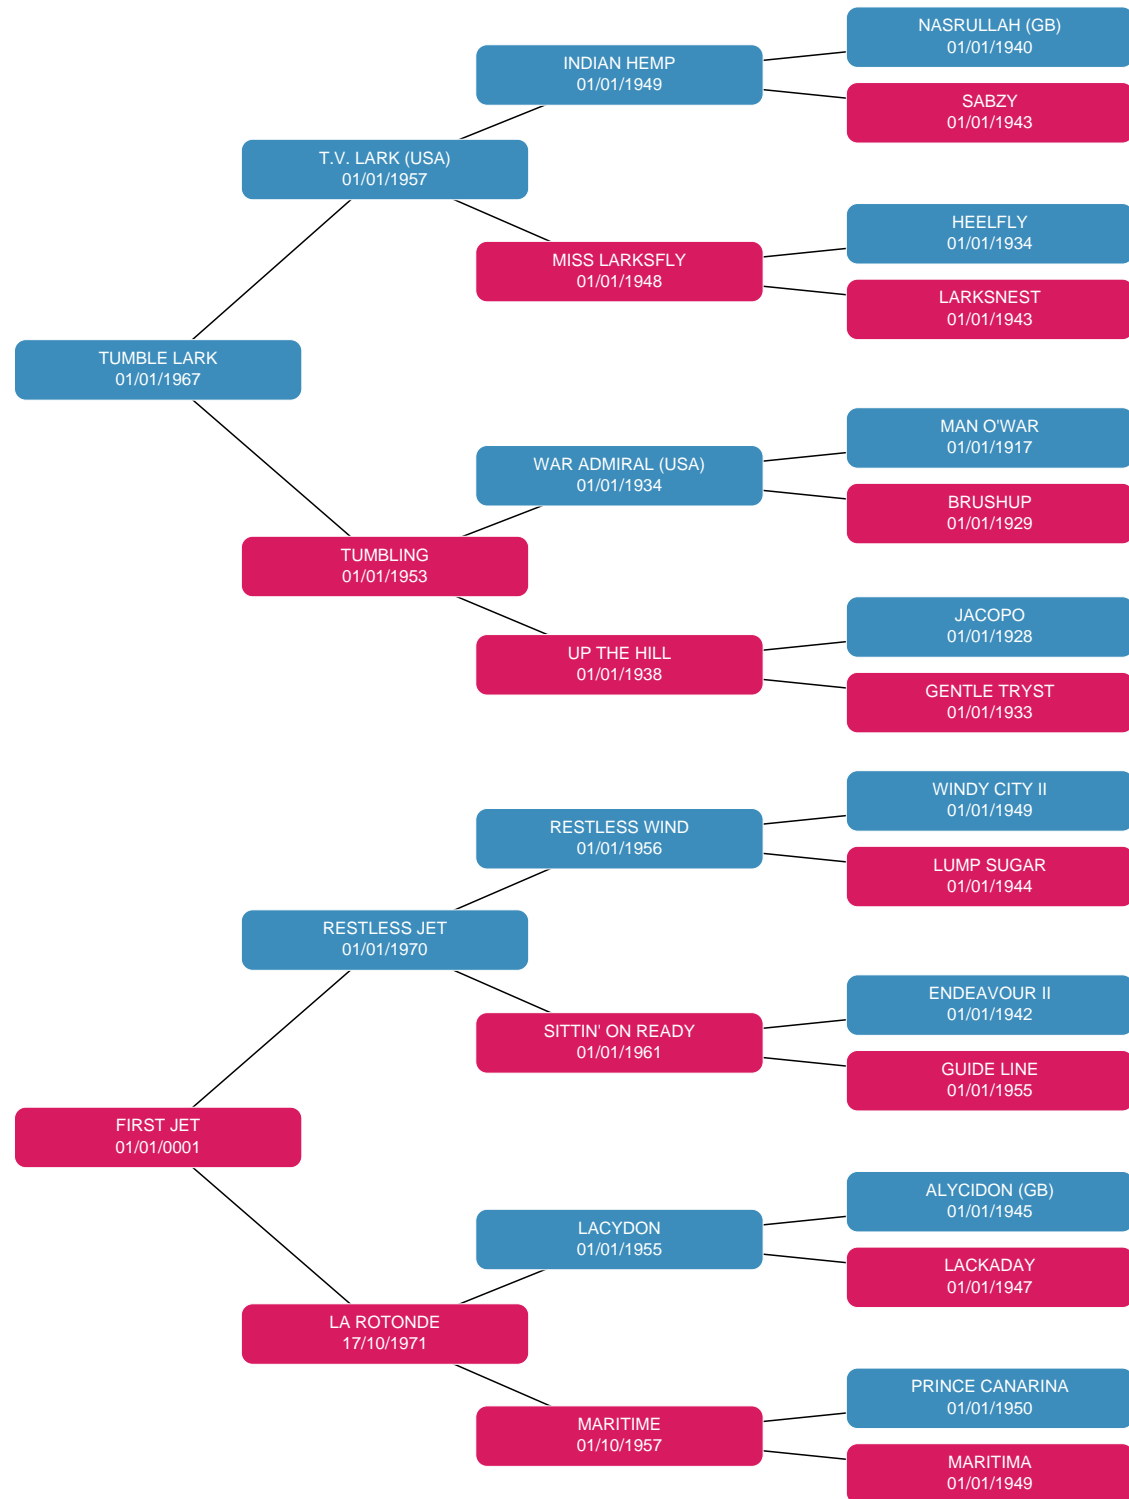 NASRULLAH (GB)
01/01/1940
INDIAN HEMP
01/01/1949
SABZY
01/01/1943
T.V. LARK (USA)
01/01/1957
HEELFLY
01/01/1934
MISS LARKSFLY
01/01/1948
LARKSNEST
01/01/1943
TUMBLE LARK
01/01/1967
MAN O'WAR
01/01/1917
WAR ADMIRAL (USA)
01/01/1934
BRUSHUP
01/01/1929
TUMBLING
01/01/1953
JACOPO
01/01/1928
UP THE HILL
01/01/1938
GENTLE TRYST
01/01/1933
WINDY CITY II
01/01/1949
RESTLESS WIND
01/01/1956
LUMP SUGAR
01/01/1944
RESTLESS JET
01/01/1970
ENDEAVOUR II
01/01/1942
SITTIN' ON READY
01/01/1961
GUIDE LINE
01/01/1955
FIRST JET
01/01/0001
ALYCIDON (GB)
01/01/1945
LACYDON
01/01/1955
LACKADAY
01/01/1947
LA ROTONDE
17/10/1971
PRINCE CANARINA
01/01/1950
MARITIME
01/10/1957
MARITIMA
01/01/1949